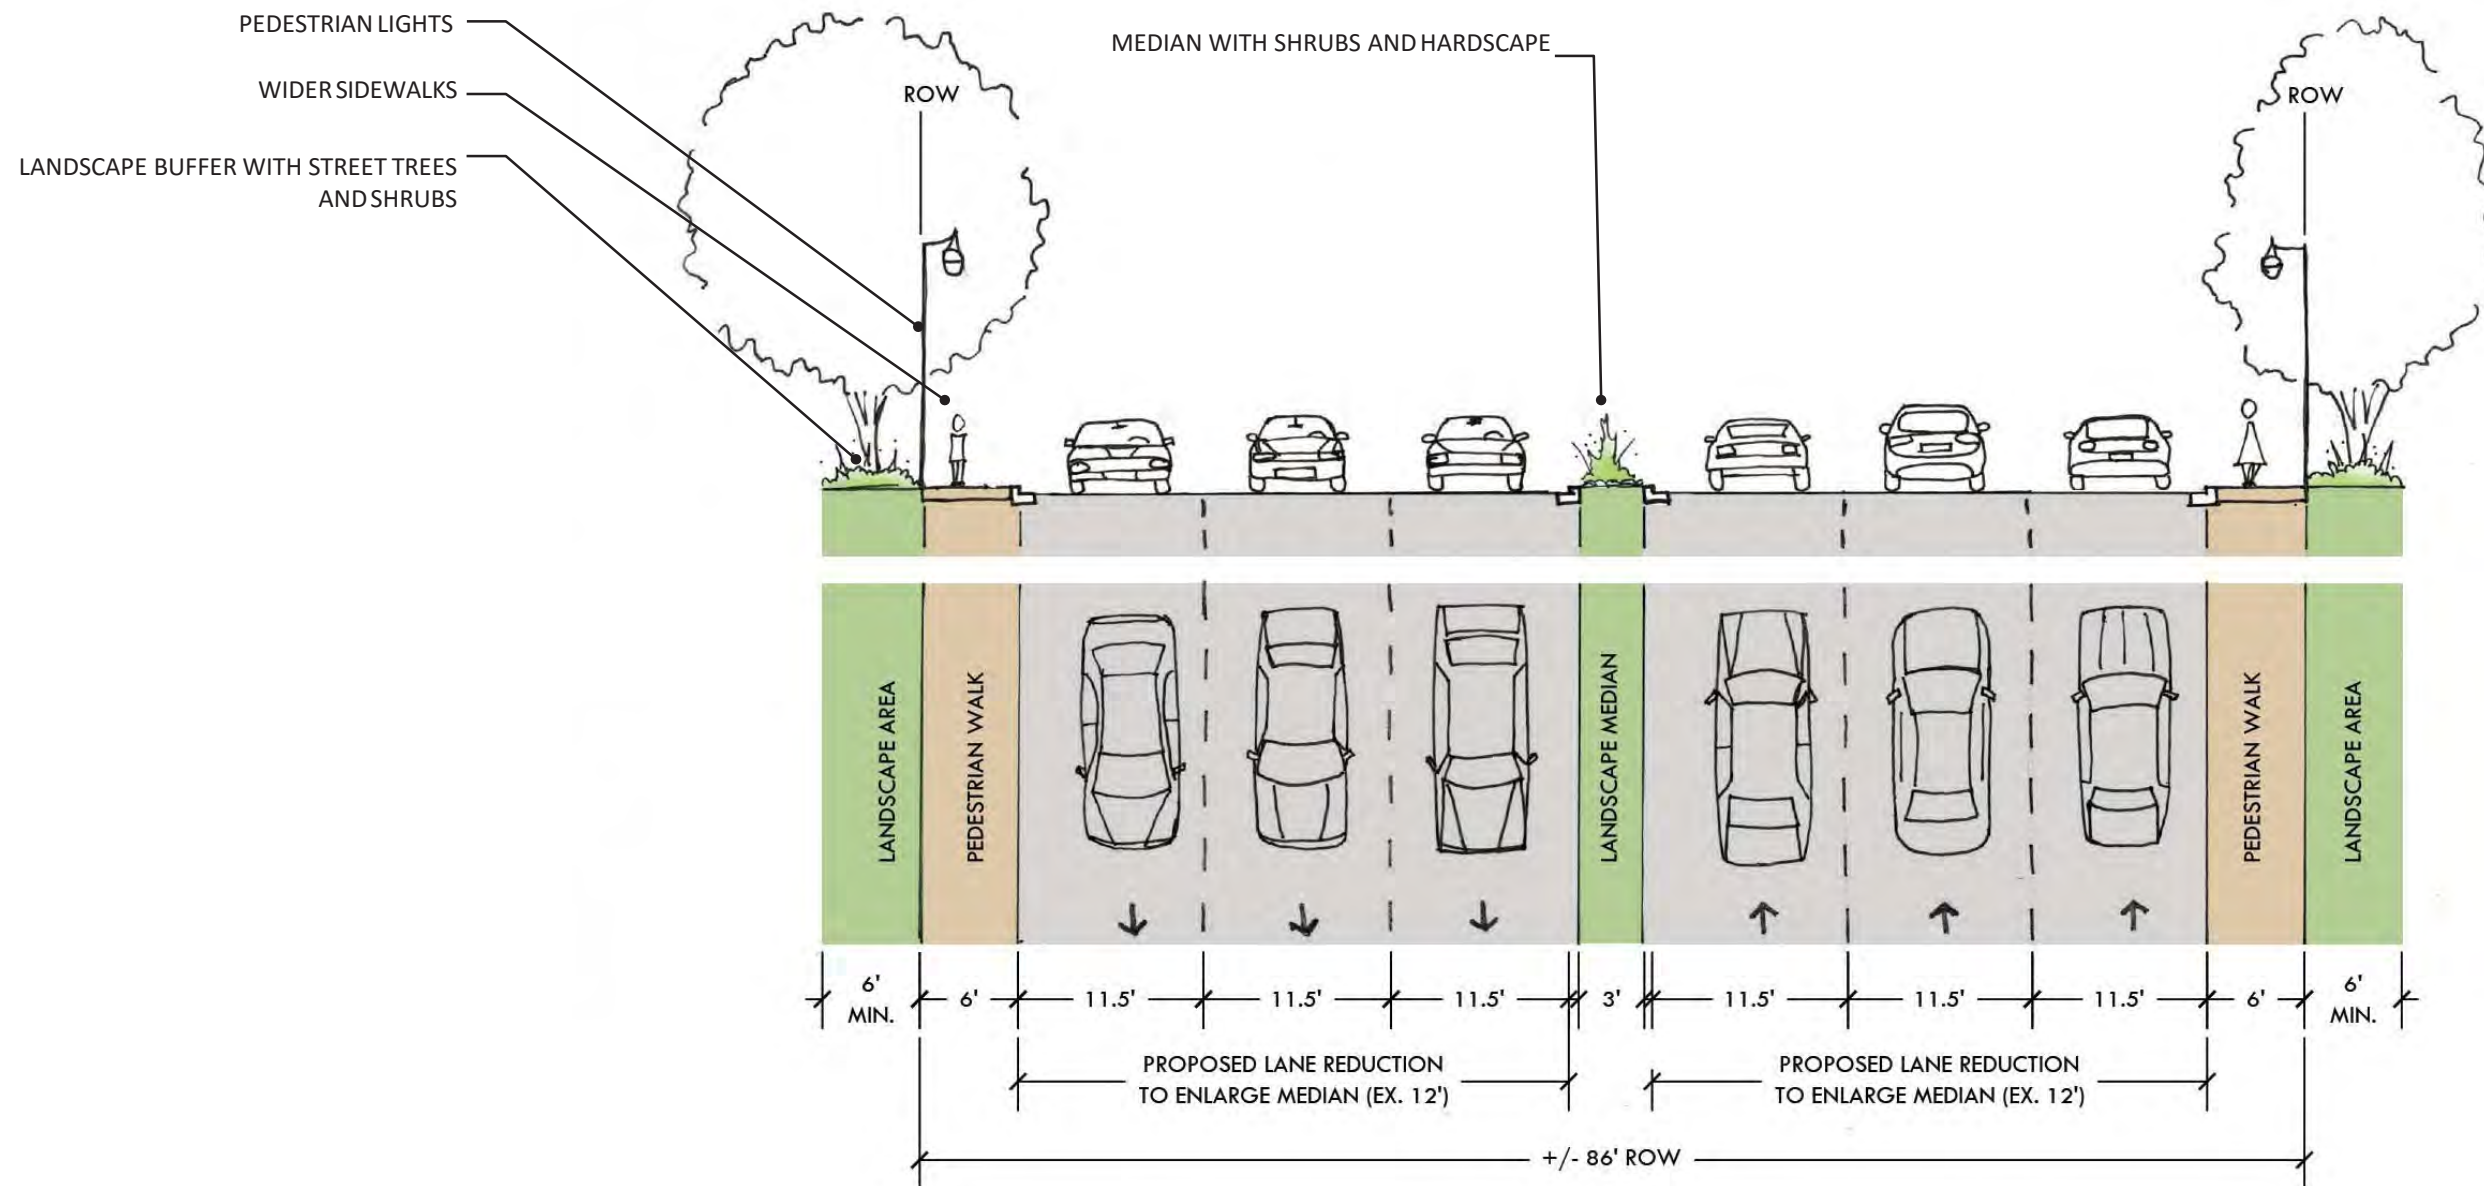 PEDESTRIAN LIGHTS
WIDER SIDEWALKS
LANDSCAPE BUFFER WITH STREET TREES
AND SHRUBS
MEDIAN WITH SHRUBS AND HARDSCAPE
ROW
ROW
LANDSCAPE AREA
PEDESTRIAN WALK
LANDSCAPE MEDIAN
PEDESTRIAN WALK
LANDSCAPE AREA
6'
MIN.
6'
11.5'
11.5'
11.5'
3'
11.5'
11.5'
11.5'
6'
6'
MIN.
PROPOSED LANE REDUCTION
TO ENLARGE MEDIAN (EX. 12')
PROPOSED LANE REDUCTION
TO ENLARGE MEDIAN (EX. 12')
+/- 86' ROW